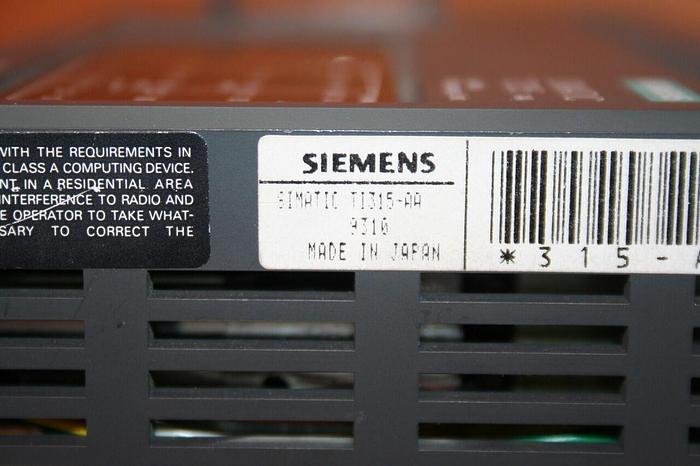 WITH THE REQUIREMENTS IN
CLASS A COMPUTING DEVICE.
NT IN A RESIDENTIAL AREA
INTERFERENCE TO RADIO AND
E OPERATOR TO TAKE WHAT-
SARY TO CORRECT THE
SIEMENS
SIMATIC TI315-AA
9310
MADE IN JAPAN
*315-A